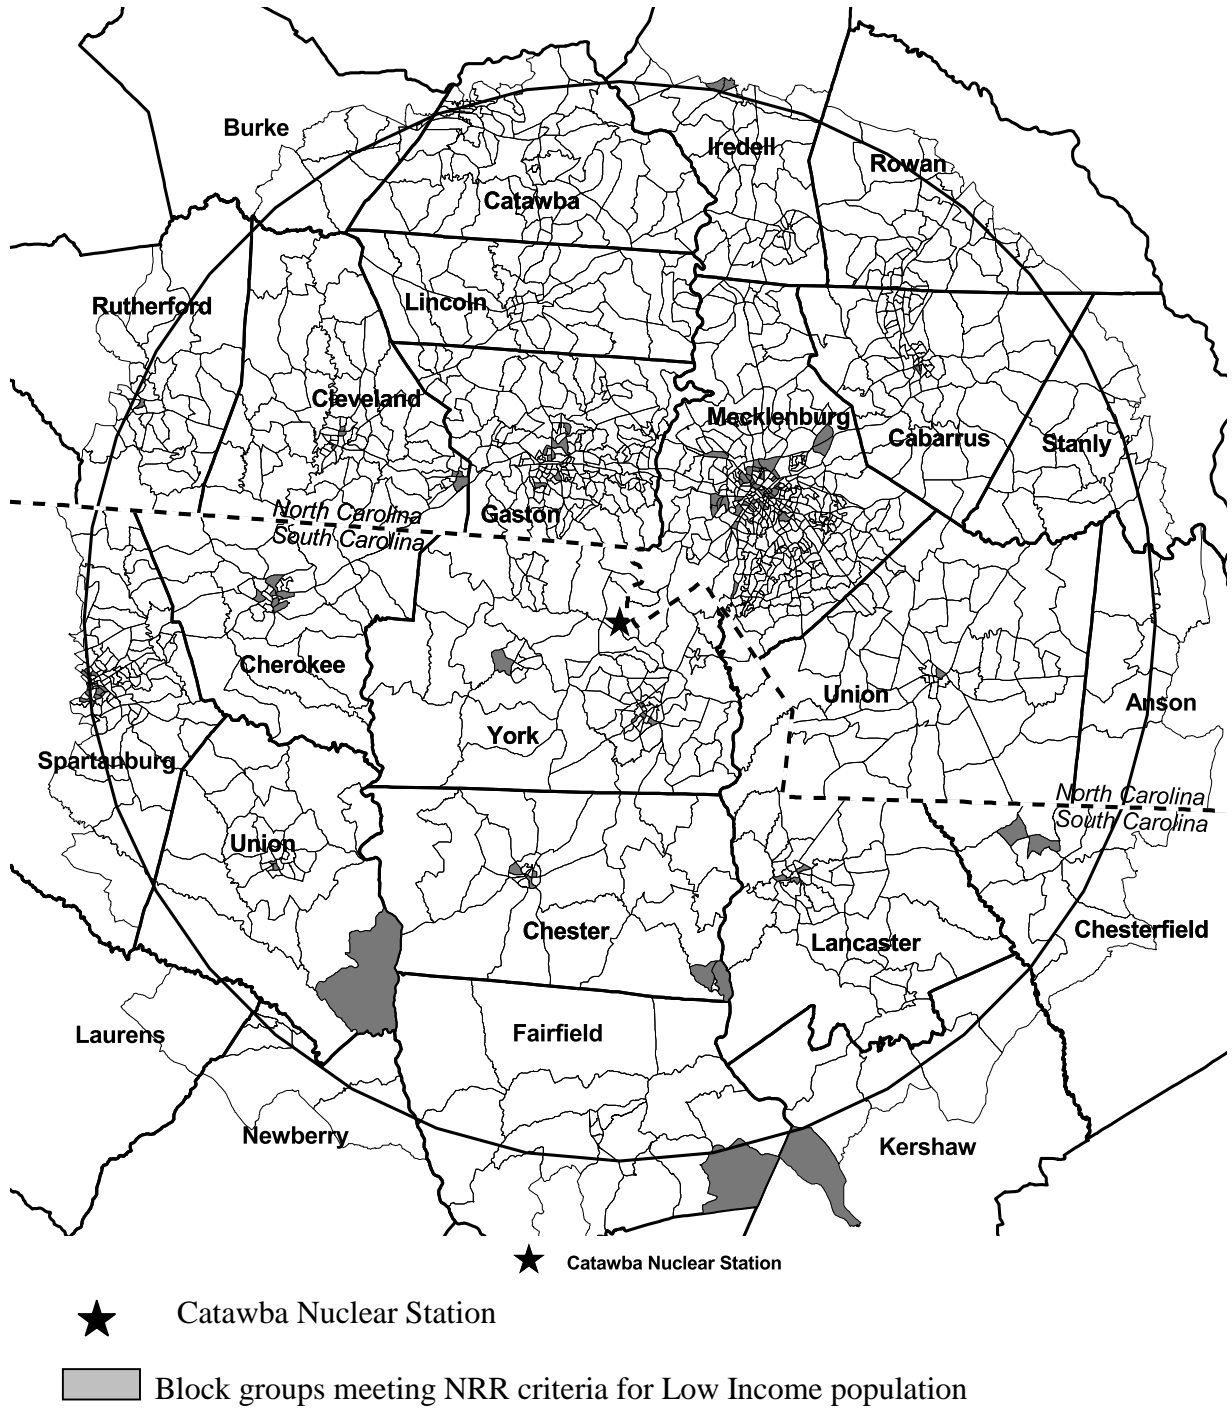 Burke
Iredell
Rowan
Catawba
Rutherford
Lincoln
Cleveland
Mecklenburg
Cabarrus
Stanly
Gaston
North Carolina
South Carolina
Cherokee
Union
Anson
York
Spartanburg
North Carolina
South Carolina
Union
Chester
Lancaster
Chesterfield
Laurens
Fairfield
Newberry
Kershaw
Catawba Nuclear Station
Catawba Nuclear Station
Block groups meeting NRR criteria for Low Income population